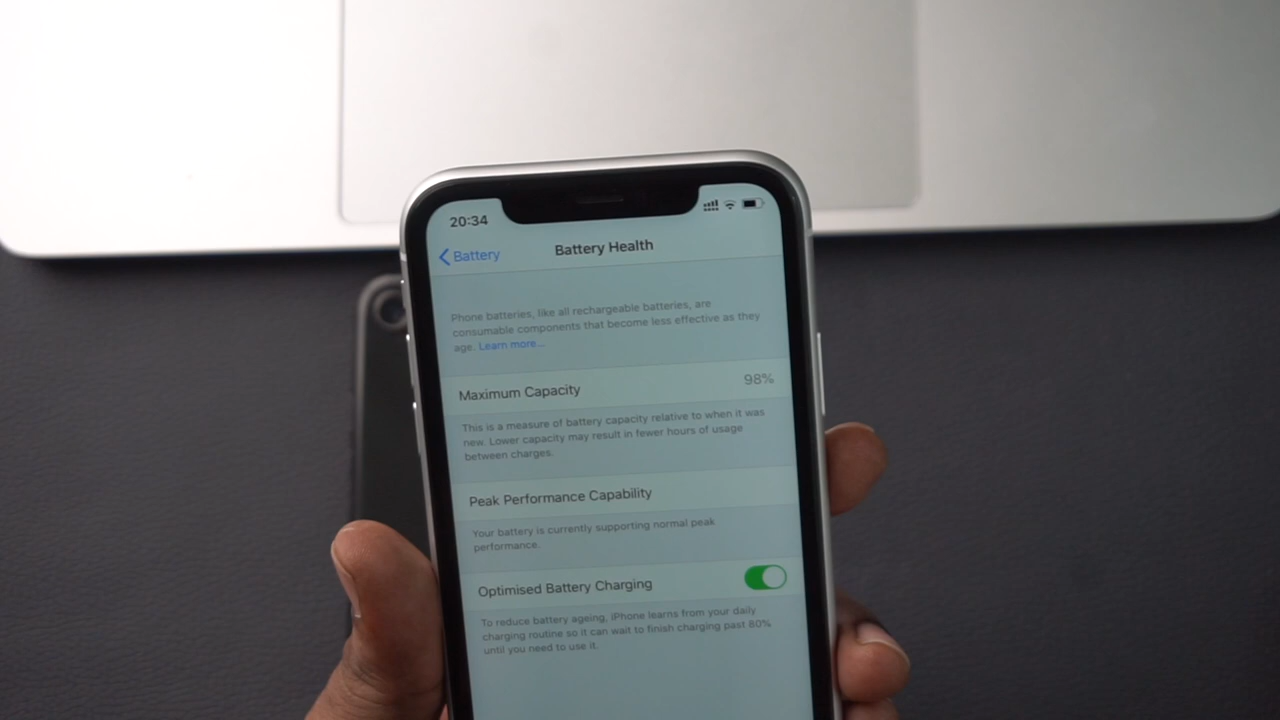 20:34
Battery
Battery Health
Phone batteries, like all rechargeable batteries, are
consumable components that become less effective as they
age. Learn more...
Maximum Capacity 98%
This is a measure of battery capacity relative to when it was
new. Lower capacity may result in fewer hours of usage
between charges.
Peak Performance Capability
Your battery is currently supporting normal peak
performance.
Optimised Battery Charging
To reduce battery ageing, iPhone learns from your daily
charging routine so it can wait to finish charging past 80%
until you need to use it.